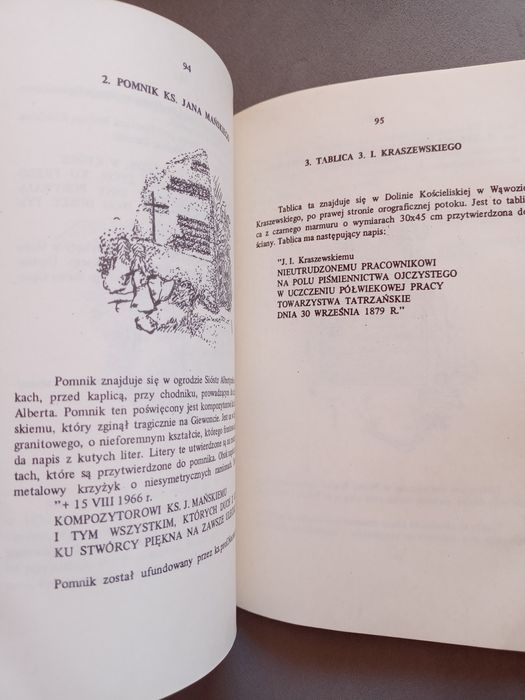 94
2. POMNIK KS. JANA MAŃSKIEGO
Pomnik znajduje się w ogrodzie Sióstr
kach, przed kaplicą, przy chodniku, prowadzącym
Alberta. Pomnik ten poświęcony jest kompozytorowi
skiemu, który zginął tragicznie na Giewoncie. Jest
granitowego, o nieforemnym kształcie, którego
da napis z kutych liter. Litery te utwierdzone są
tach, które są przytwierdzone do pomnika. Obok
metalowy krzyżyk o niesymetrycznych ramionach.
"+ 15 VIII 1966 r.
KOMPOZYTOROWI KS. J. MAŃSKIEMU
I TYM WSZYSTKIM, KTÓRYCH DUCH
KU STWÓRCY PIĘKNA NA ZAWSZE
Pomnik został ufundowany przez
95
3. TABLICA 3. I. KRASZEWSKIEGO
Tablica ta znajduje się w Dolinie Kościeliskiej w Wąwozie
Kraszewskiego, po prawej stronie orograficznej potoku. Jest to tabli
ca z czarnego marmuru o wymiarach 30x45 cm przytwierdzona do
ściany. Tablica ma następujący napis:
"J. I. Kraszewskiemu
NIEUTRUDZONEMU PRACOWNIKOWI
NA POLU PIŚMIENNICTWA OJCZYSTEGO
W UCZCZENIU PÓŁWIEKOWEJ PRACY
TOWARZYSTWA TATRZAŃSKIE
DNIA 30 WRZEŚNIA 1879 R."